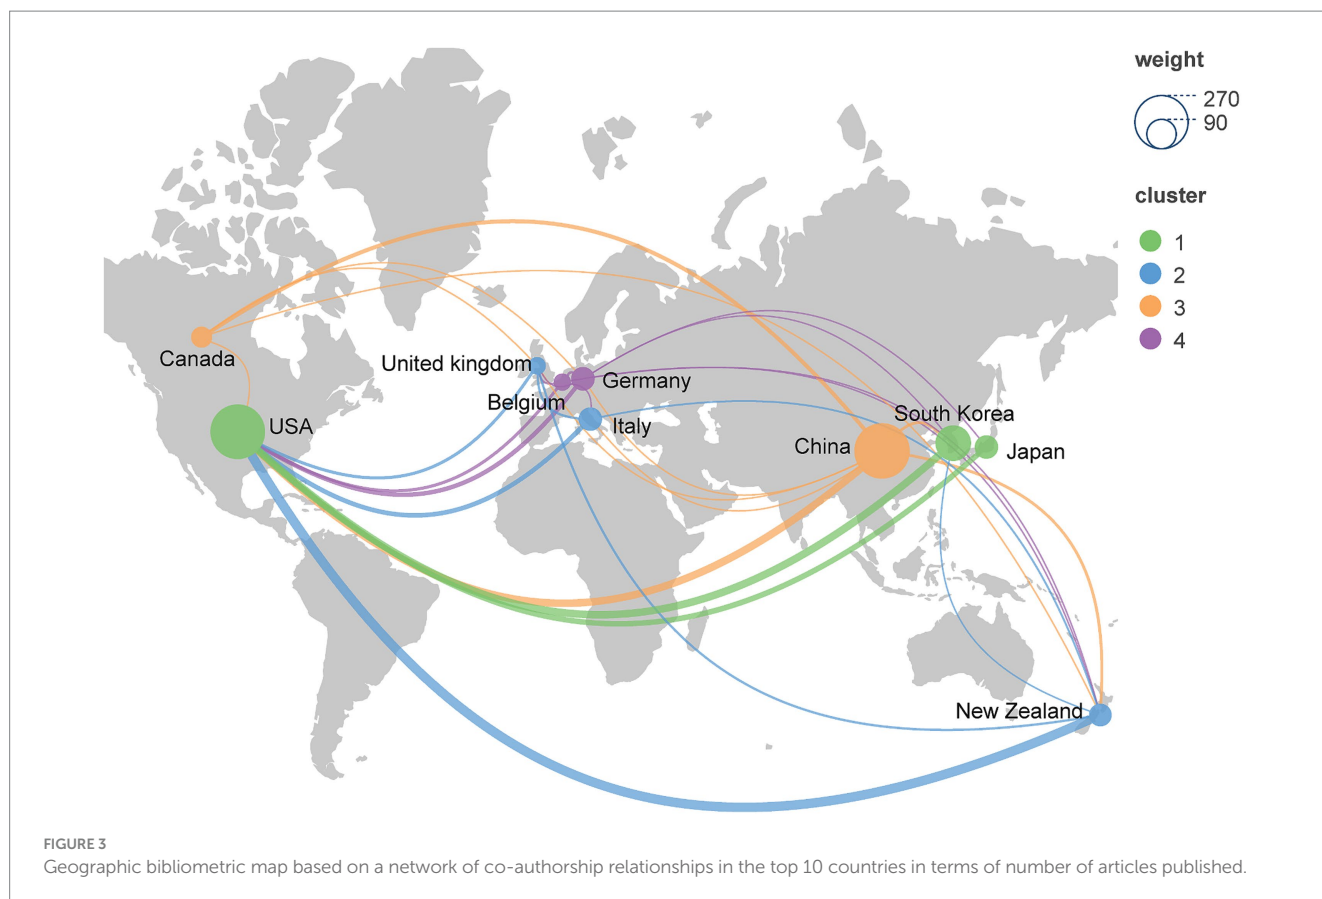 weight
270
90
cluster
1
2
3
4
Canada
United kingdom
Germany
Belgium
USA
Italy
South Korea
China
Japan
New Zealand
FIGURE 3
Geographic bibliometric map based on a network of co-authorship relationships in the top 10 countries in terms of number of articles published.